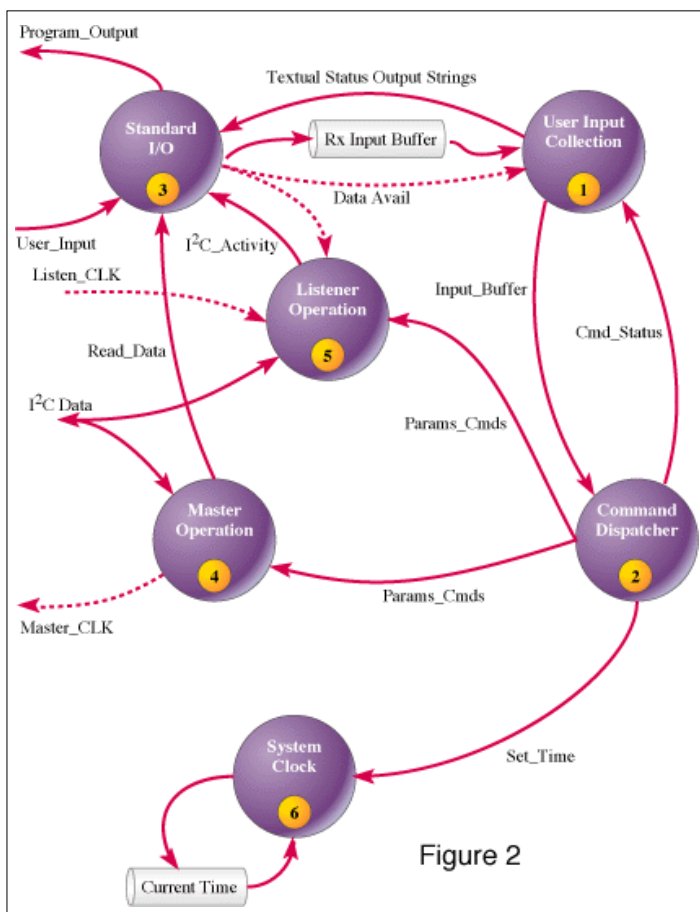 Program_Output
Textual Status Output Strings
Standard
I/O
3
Rx Input Buffer
User Input
Collection
1
Data Avail
User_Input
I²C_Activity
Listen_CLK
Listener
Operation
5
Input_Buffer
Cmd_Status
Read_Data
I²C Data
Params_Cmds
Master
Operation
4
Command
Dispatcher
2
Params_Cmds
Master_CLK
System
Clock
6
Set_Time
Current Time
Figure 2